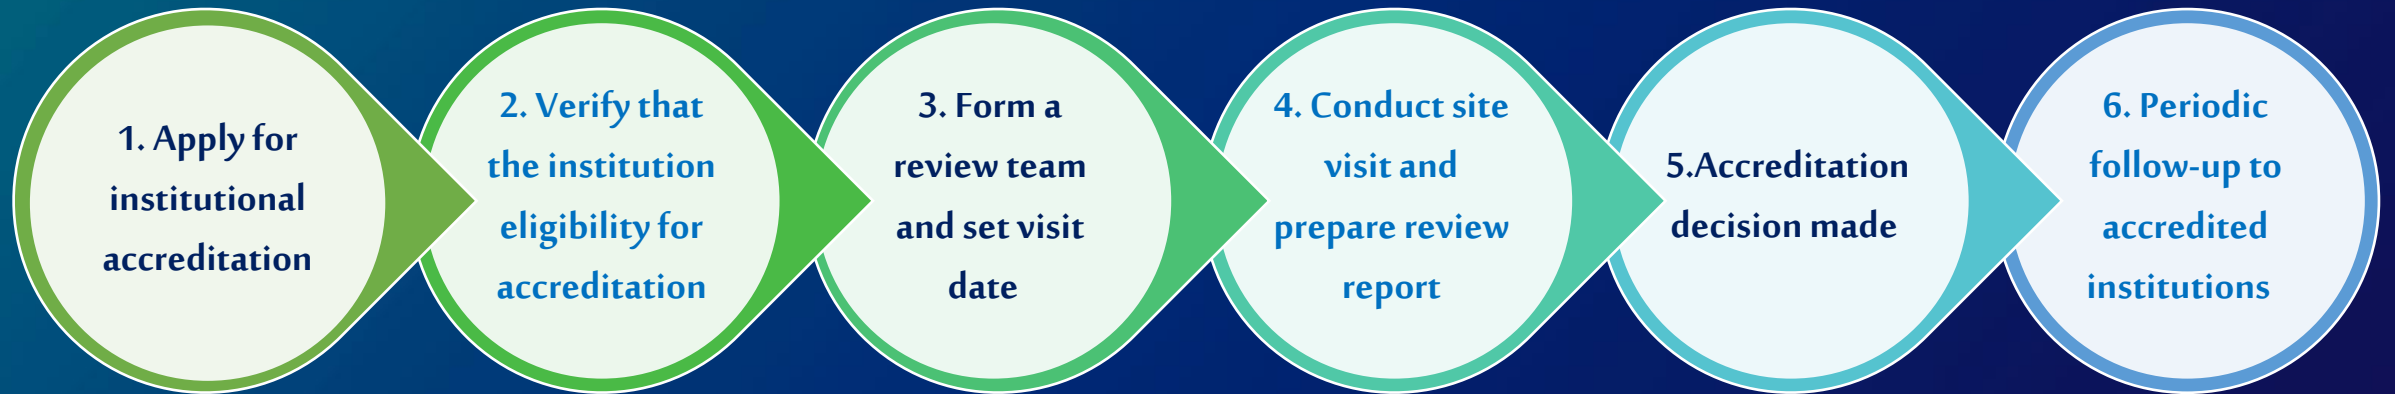 1. Apply for
institutional
accreditation
2. Verify that
the institution
eligibility for
accreditation
3. Form a
review team
and set visit
date
4. Conduct site
visit and
prepare review
report
5.Accreditation
decision made
6. Periodic
follow-up to
accredited
institutions